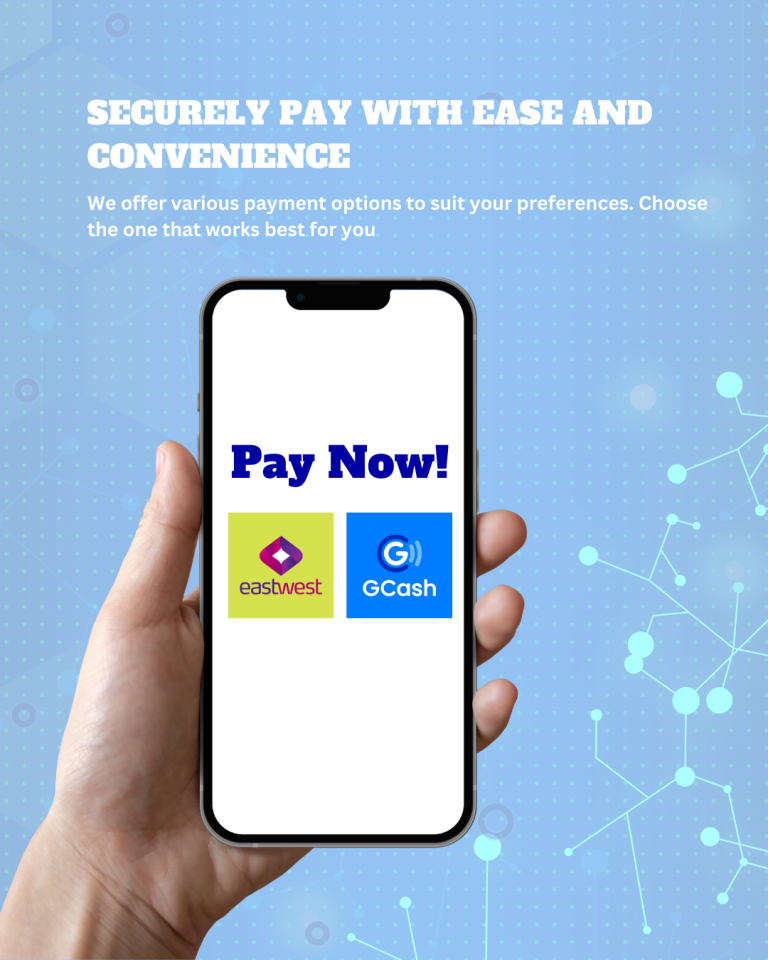 SECURELY PAY WITH EASE AND
CONVENIENCE
We offer various payment options to suit your preferences. Choose
the one that works best for you
Pay Now!
eastwest
G
GCash